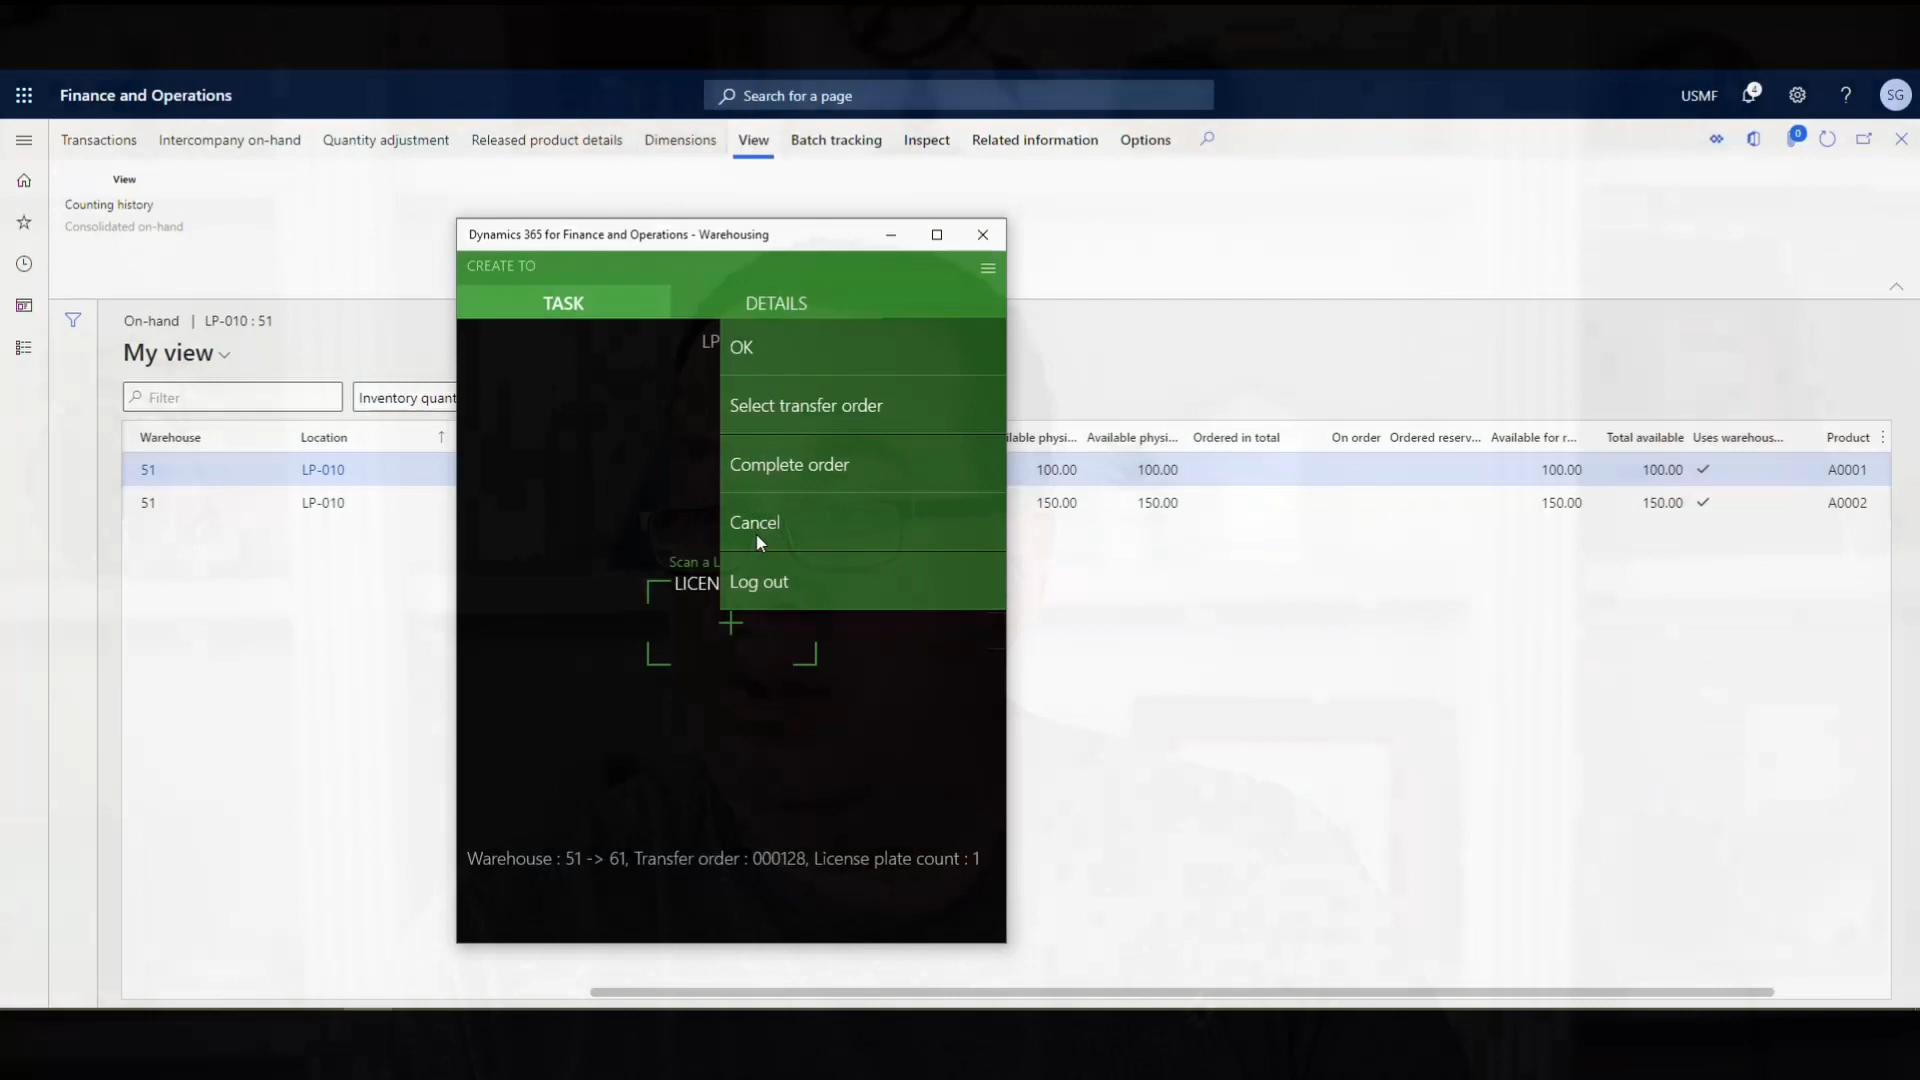 Finance and Operations
Search for a page
USMF
4
SG
Transactions
Intercompany on-hand
Quantity adjustment
Released product details
Dimensions
View
Batch tracking
Inspect
Related information
Options
0
View
Counting history
Consolidated on-hand
Dynamics 365 for Finance and Operations - Warehousing
CREATE TO
TASK
DETAILS
On-hand | LP-010 : 51
My view
LP
OK
Select transfer order
Complete order
Cancel
Log out
Filter
Inventory quant
Warehouse Location
lable physi... Available physi... Ordered in total On order Ordered reserv... Available for r... Total available Uses warehous... Product
51 LP-010 100.00 100.00 100.00 100.00 A0001
51 LP-010 150.00 150.00 150.00 150.00 A0002
Scan a L
LICEN
Warehouse : 51 -> 61, Transfer order : 000128, License plate count : 1